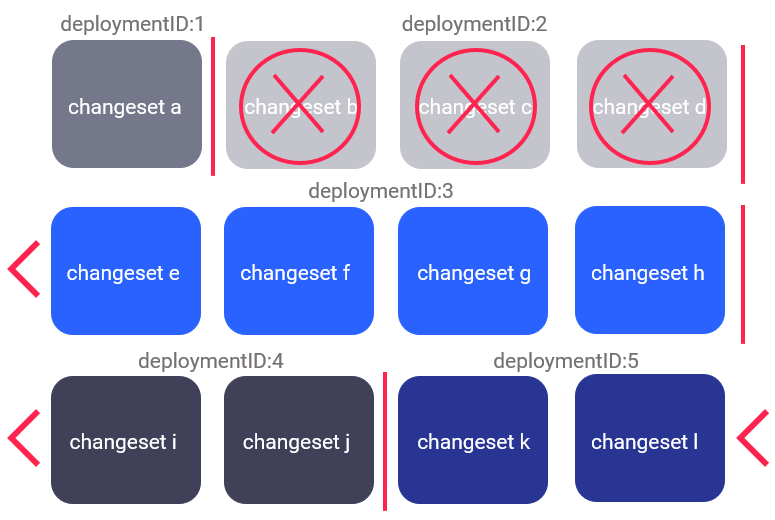 deploymentID:1
deploymentID:2
changeset a
changeset b
changeset c
changeset d
deploymentID:3
changeset e
changeset f
changeset g
changeset h
deploymentID:4
deploymentID:5
changeset i
changeset j
changeset k
changeset l